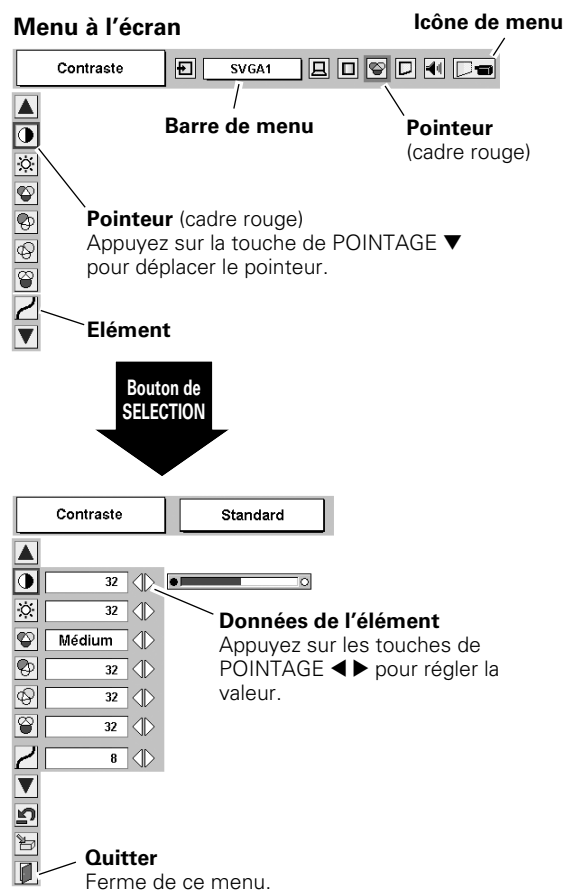 Menu à l'écran
Icône de menu
Contraste
SVGA1
Barre de menu
Pointeur
(cadre rouge)
Pointeur (cadre rouge)
Appuyez sur la touche de POINTAGE ▼
pour déplacer le pointeur.
Elément
Bouton de
SELECTION
Contraste
Standard
32
32
Médium
32
32
32
8
Données de l'élément
Appuyez sur les touches de
POINTAGE ◀ ▶ pour régler la
valeur.
Quitter
Ferme de ce menu.